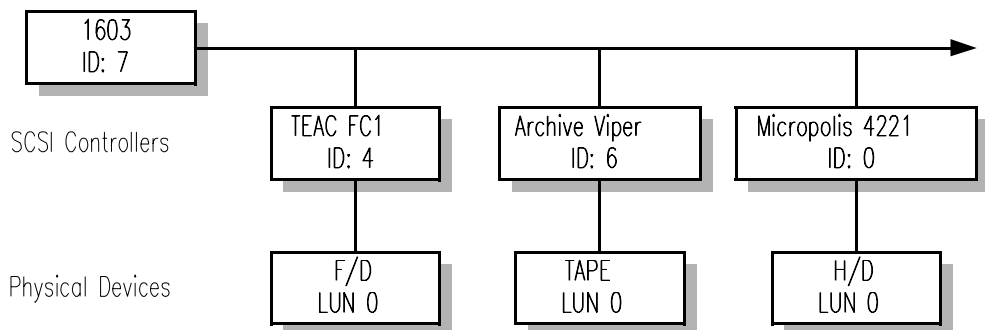 1603
ID: 7
SCSI Controllers
TEAC FC1
ID: 4
Archive Viper
ID: 6
Micropolis 4221
ID: 0
Physical Devices
F/D
LUN 0
TAPE
LUN 0
H/D
LUN 0